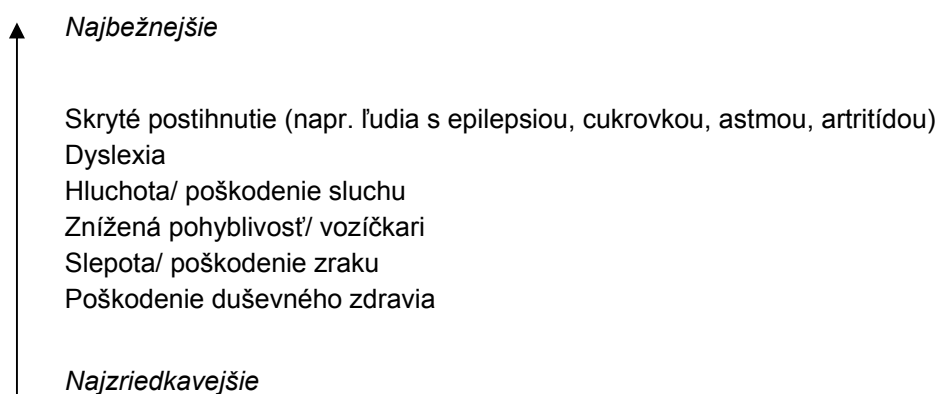 Najbežnejšie
Skryté postihnutie (napr. ľudia s epilepsiou, cukrovkou, astmou, artritídou)
Dyslexia
Hluchota/ poškodenie sluchu
Znížená pohyblivosť/ vozíčkari
Slepota/ poškodenie zraku
Poškodenie duševného zdravia
Najzriedkavejšie